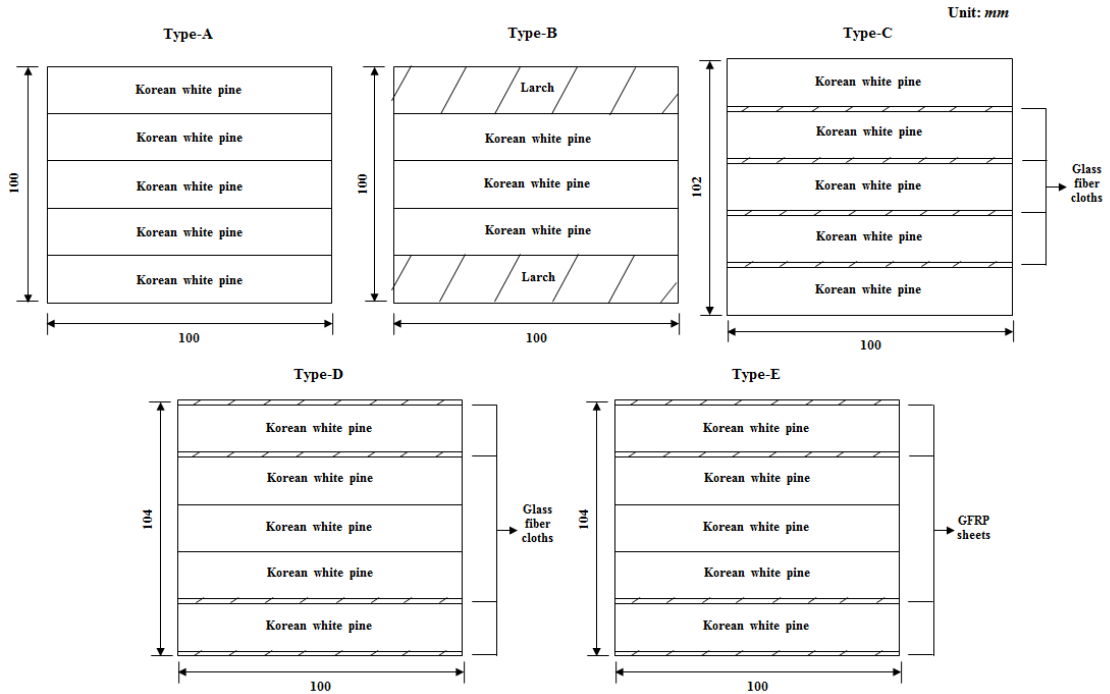 Unit: mm
Type-A
Korean white pine
Korean white pine
Korean white pine
Korean white pine
Korean white pine
100
100
Type-B
Larch
Korean white pine
Korean white pine
Korean white pine
Larch
100
100
Type-C
Korean white pine
Korean white pine
Korean white pine
Korean white pine
Korean white pine
102
100
Glass
fiber
cloths
Type-D
Korean white pine
Korean white pine
Korean white pine
Korean white pine
Korean white pine
104
100
Glass
fiber
cloths
Type-E
Korean white pine
Korean white pine
Korean white pine
Korean white pine
Korean white pine
104
100
GFRP
sheets